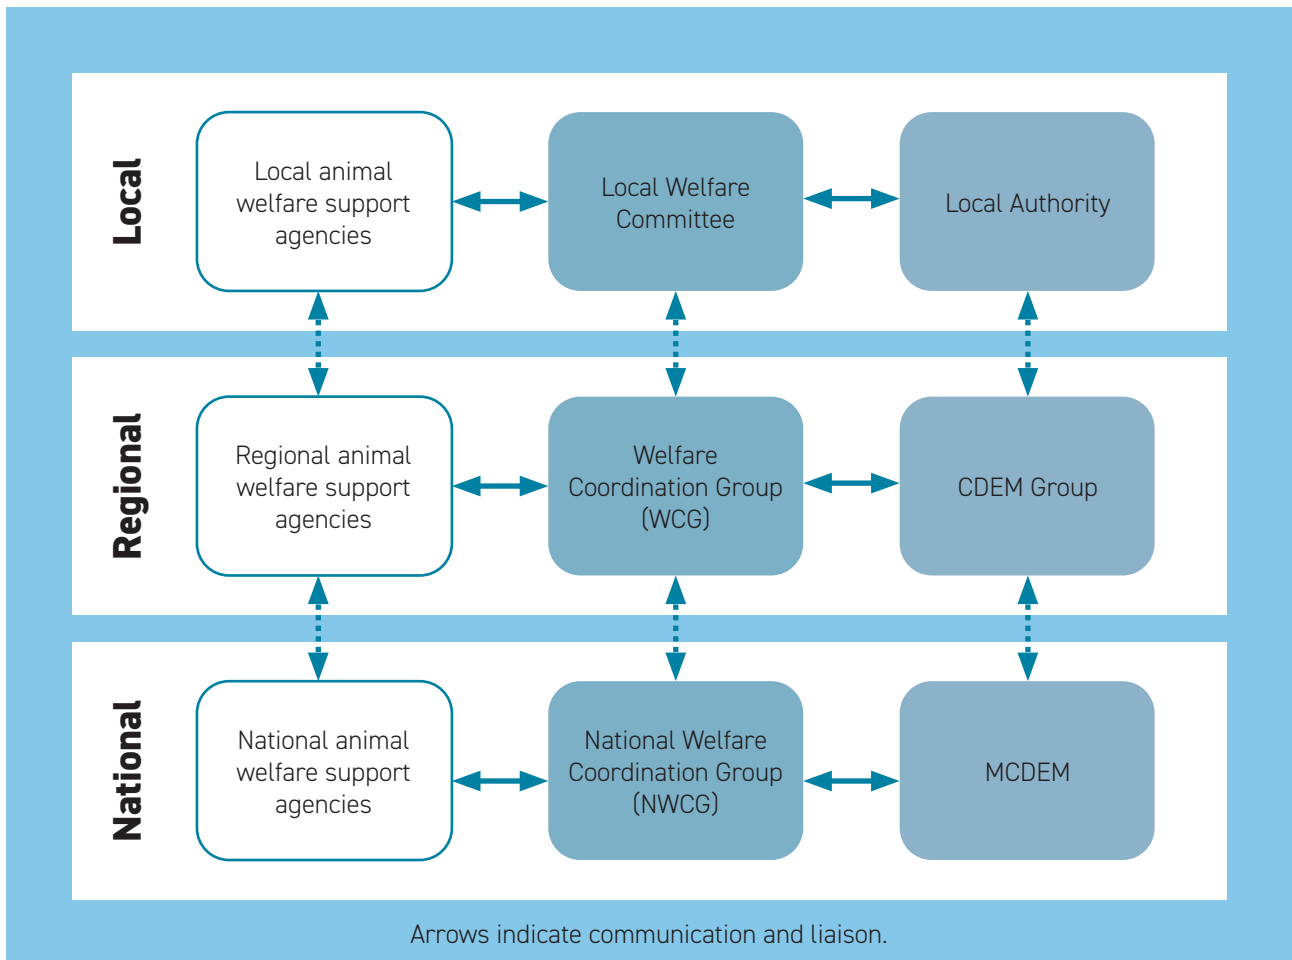 Local
Local animal
welfare support
agencies
Local Welfare
Committee
Local Authority
Regional
Regional animal
welfare support
agencies
Welfare
Coordination Group
(WCG)
CDEM Group
National
National animal
welfare support
agencies
National Welfare
Coordination Group
(NWCG)
MCDEM
Arrows indicate communication and liaison.